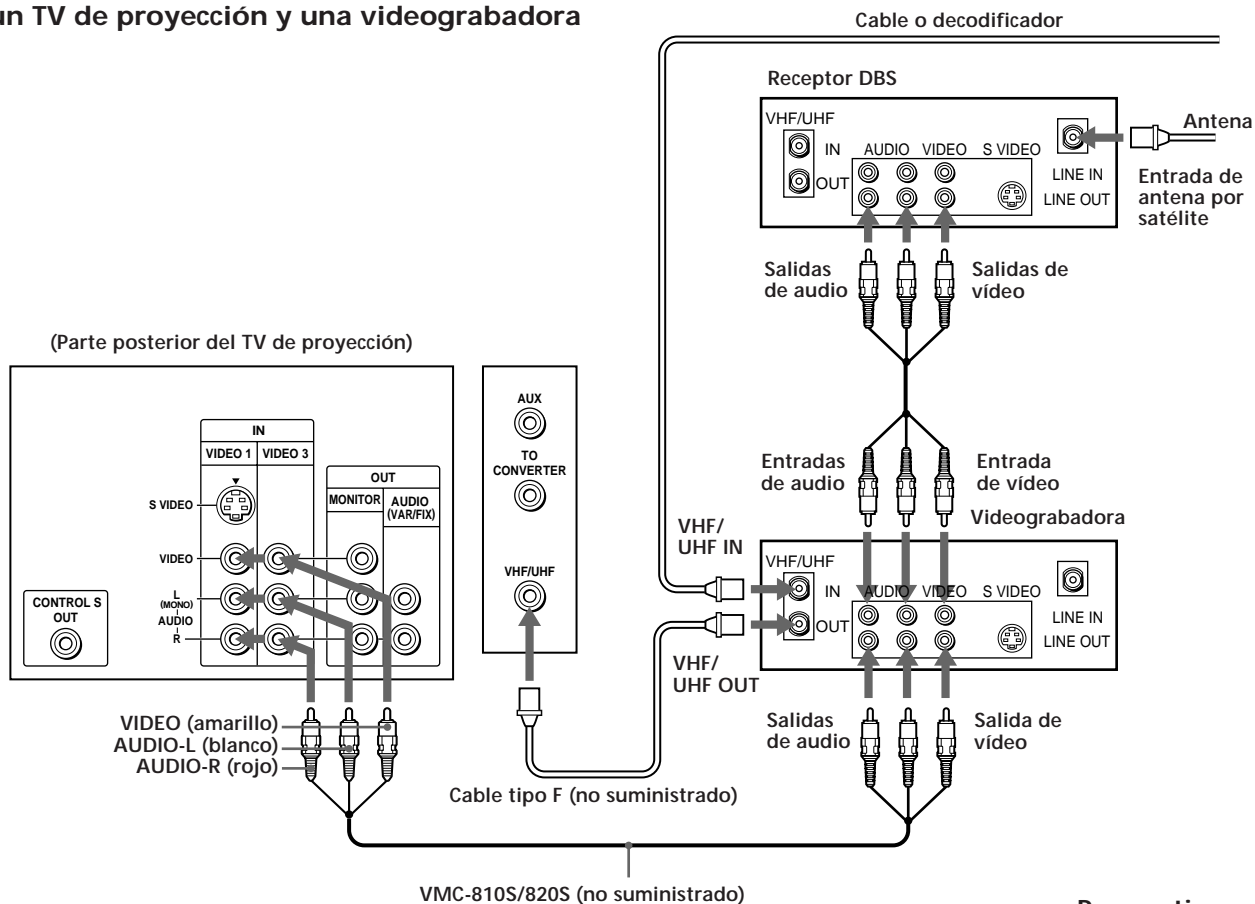 un TV de proyección y una videograbadora
Cable o decodificador
Receptor DBS
VHF/UHF
IN
OUT
AUDIO VIDEO S VIDEO
LINE IN
LINE OUT
Antena
Entrada de
antena por
satélite
Salidas
de audio
Salidas de
vídeo
(Parte posterior del TV de proyección)
IN
VIDEO 1 VIDEO 3
S VIDEO
VIDEO
L
(MONO)
AUDIO
R
OUT
MONITOR
AUDIO
(VAR/FIX)
CONTROL S
OUT
AUX
TO
CONVERTER
VHF/UHF
Entradas
de audio
Entrada
de vídeo
Videograbadora
VHF/
UHF IN
VHF/UHF
IN
OUT
AUDIO VIDEO S VIDEO
LINE IN
LINE OUT
VHF/
UHF OUT
VIDEO (amarillo)
AUDIO-L (blanco)
AUDIO-R (rojo)
Cable tipo F (no suministrado)
Salidas
de audio
Salida de
vídeo
VMC-810S/820S (no suministrado)